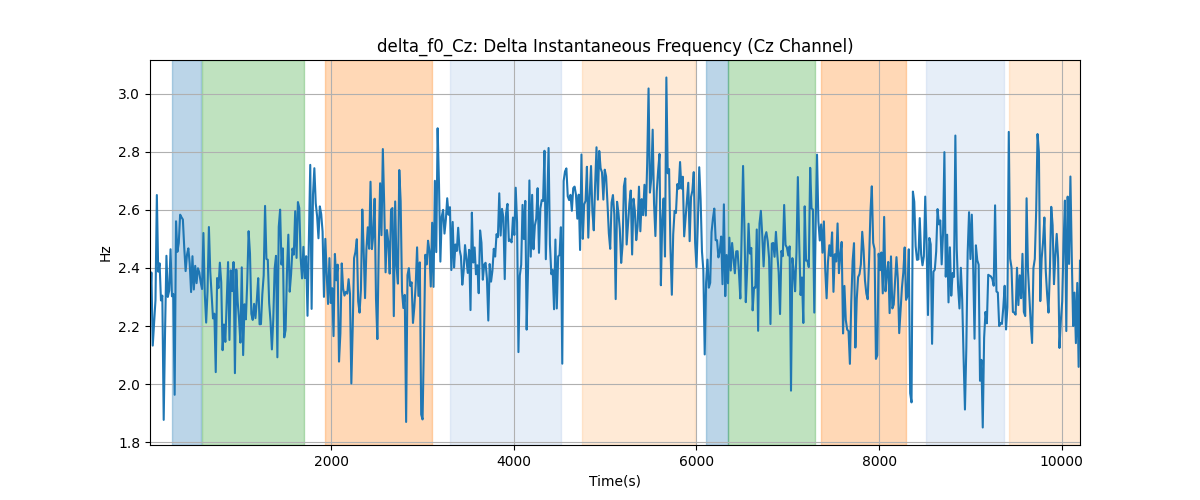 delta_f0_Cz: Delta Instantaneous Frequency (Cz Channel)
3.0
2.8
2.6
2.4
2.2
2.0
1.8
Hz
2000 4000 6000 8000 10000
Time(s)